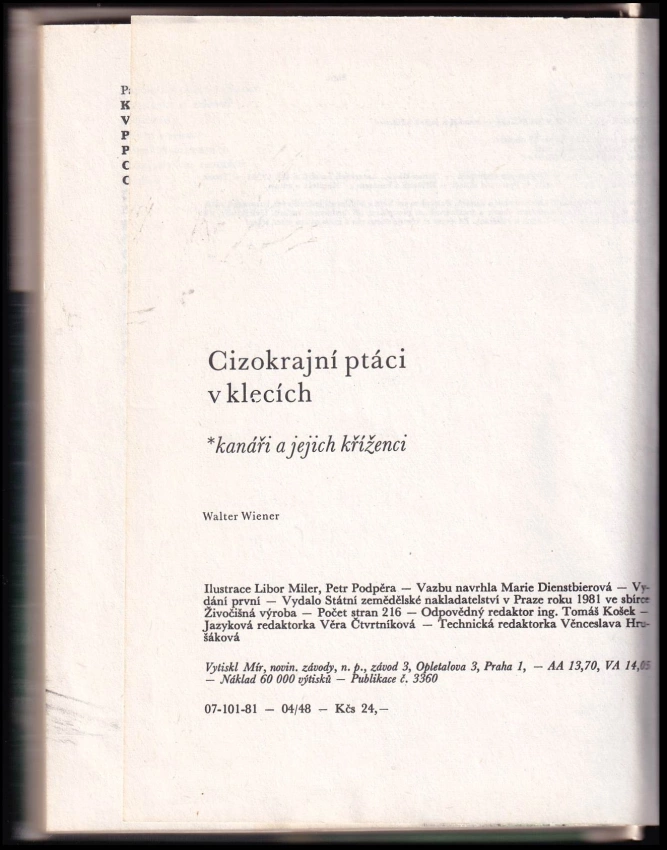 P
K
V
P
P
C
C
Cizokrajní ptáci
v klecích
*kanáři a jejich kříženci
Walter Wiener
Ilustrace Libor Miler, Petr Podpěra — Vazbu navrhla Marie Dienstbierová — Vy-
dání první — Vydalo Státní zemědělské nakladatelství v Praze roku 1981 ve sbírce
Živočišná výroba — Počet stran 216 — Odpovědný redaktor ing. Tomáš Košek —
Jazyková redaktorka Věra Čtvrtníková — Technická redaktorka Věnceslava Hru-
šáková
Vytiskl Mír, novin. závody, n. p., závod 3, Opletalova 3, Praha 1, — AA 13,70, VA 14,05
— Náklad 60 000 výtisků — Publikace č. 3360
07-101-81 — 04/48 — Kčs 24,—